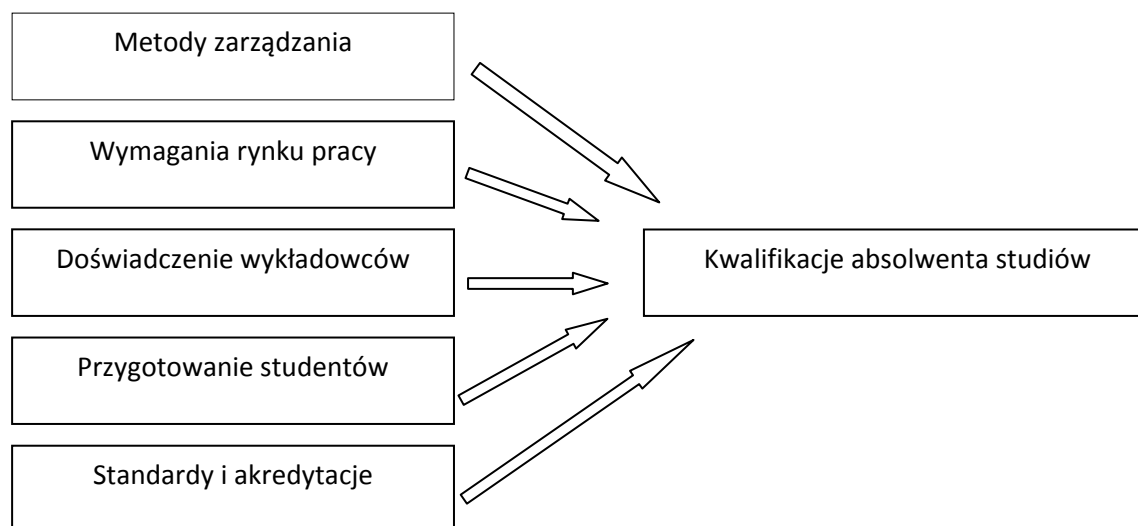 Metody zarządzania
Wymagania rynku pracy
Doświadczenie wykładowców
Kwalifikacje absolwenta studiów
Przygotowanie studentów
Standardy i akredytacje